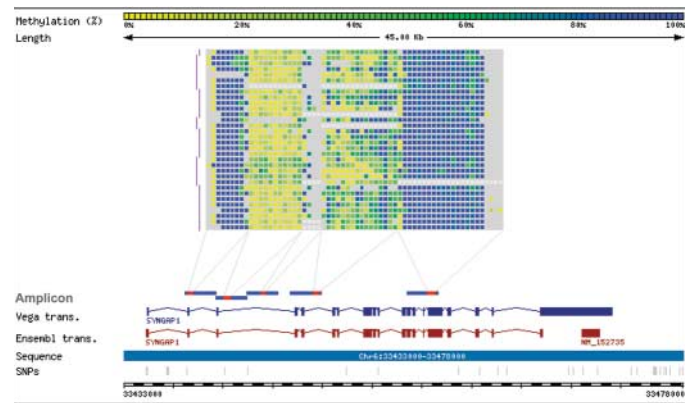 Methylation (%)
0% 20% 40% 60% 80% 100%
Length
45.00 Kb
Amplicon
Vega trans.
SYNGAP1
Ensembl trans.
SYNGAP1 NM_152735
Sequence
Chr6:33433000-33478000
SNPs
33433000 33478000